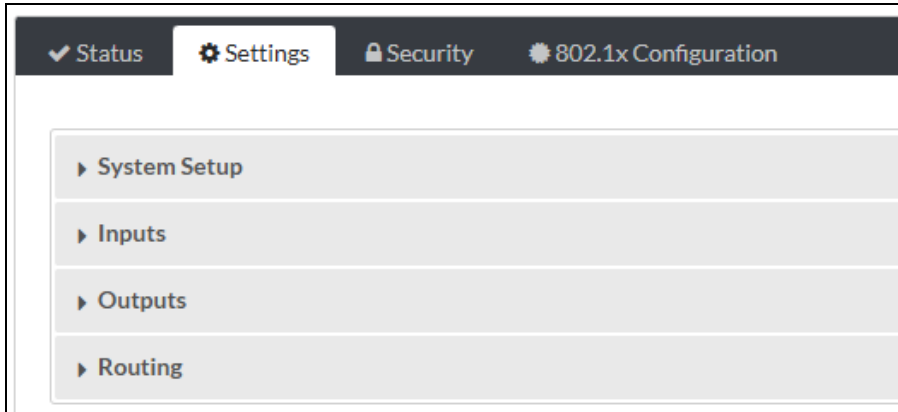 Status Settings Security 802.1x Configuration
System Setup
Inputs
Outputs
Routing